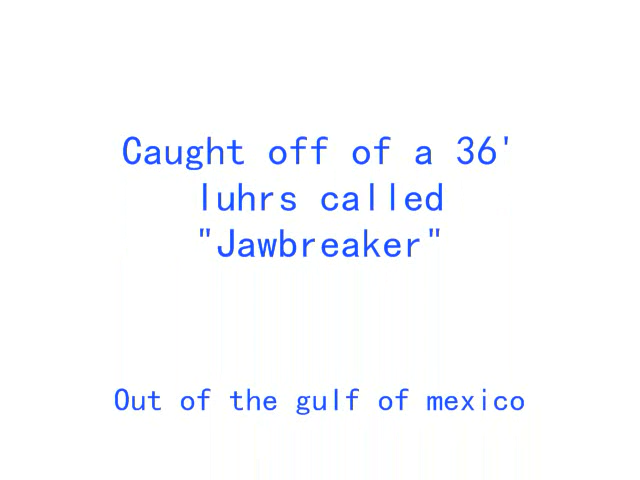 Caught off of a 36'
luhrs called
"Jawbreaker"
Out of the gulf of mexico